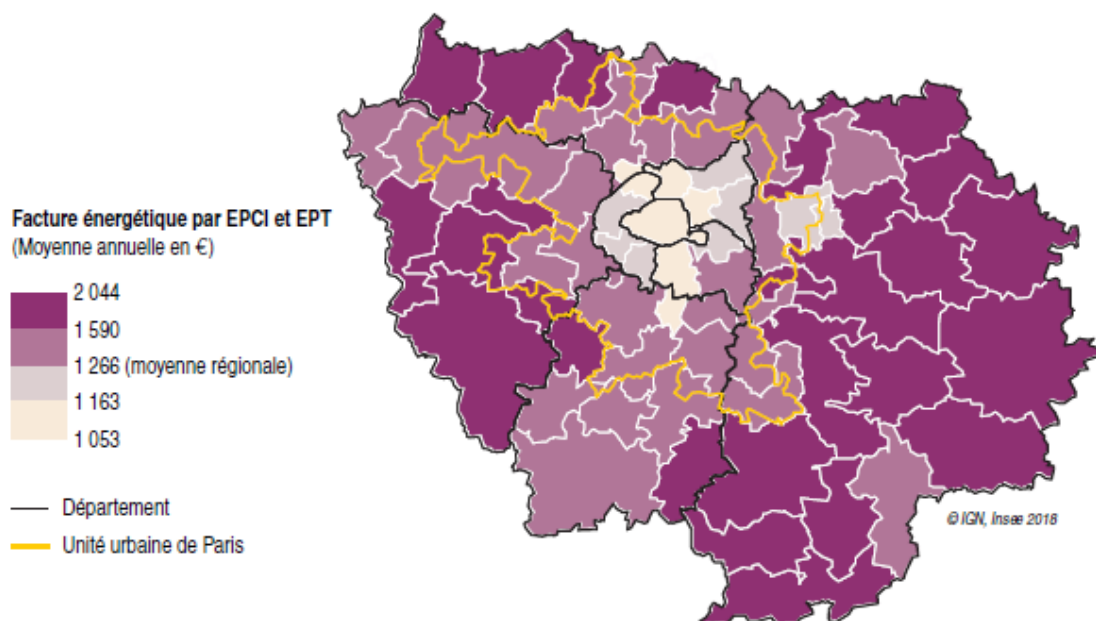 Facture énergétique par EPCI et EPT
(Moyenne annuelle en €)
2 044
1 590
1 266 (moyenne régionale)
1 163
1 053
Département
Unité urbaine de Paris
© IGN, Insee 2018